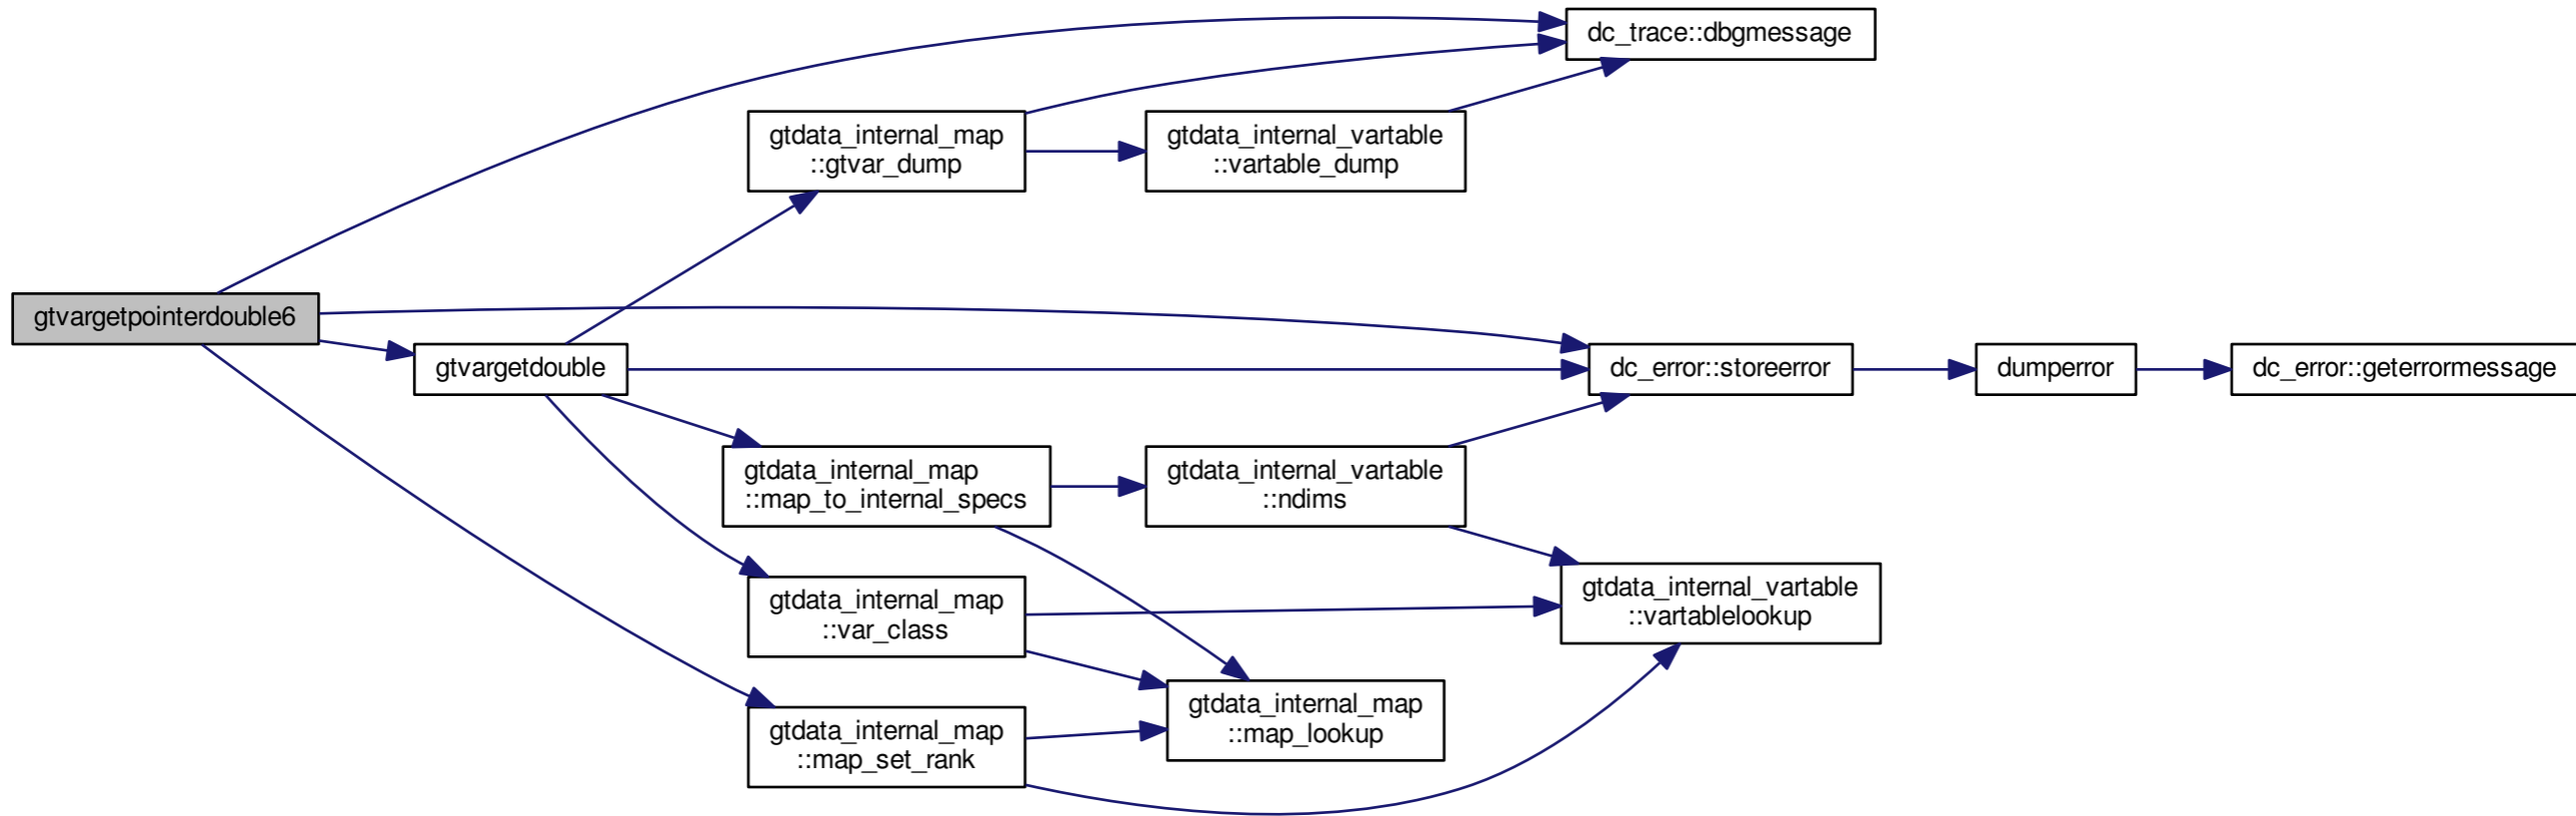 dc_trace::dbgmessage
gtdata_internal_map
::gtvar_dump
gtdata_internal_vartable
::vartable_dump
gtvargetpointerdouble6
gtvargetdouble
dc_error::storeerror
dumperror
dc_error::geterrormessage
gtdata_internal_map
::map_to_internal_specs
gtdata_internal_vartable
::ndims
gtdata_internal_map
::var_class
gtdata_internal_vartable
::vartablelookup
gtdata_internal_map
::map_lookup
gtdata_internal_map
::map_set_rank